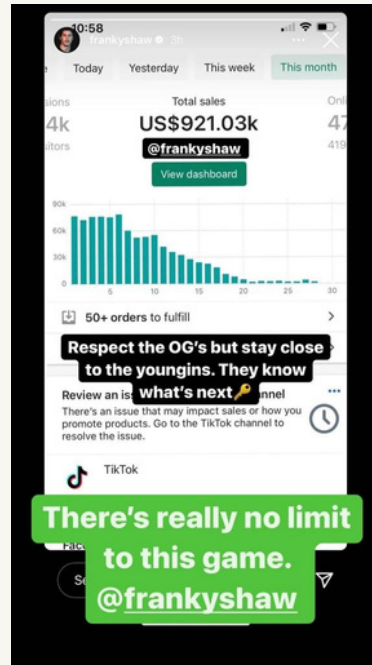 10:58
frankyshaw 3h
Today Yesterday This week This month
Total sales
4k US$921.03k 47
@frankyshaw 419
View dashboard
90k
60k
30k
0
5 10 15 20 25 30
50+ orders to fulfill
Respect the OG's but stay close
to the youngins. They know
what's next🔑
Review an is nnel
There's an issue that may impact sales or how you
promote products. Go to the TikTok channel to
resolve the issue.
TikTok
There's really no limit
to this game.
@frankyshaw